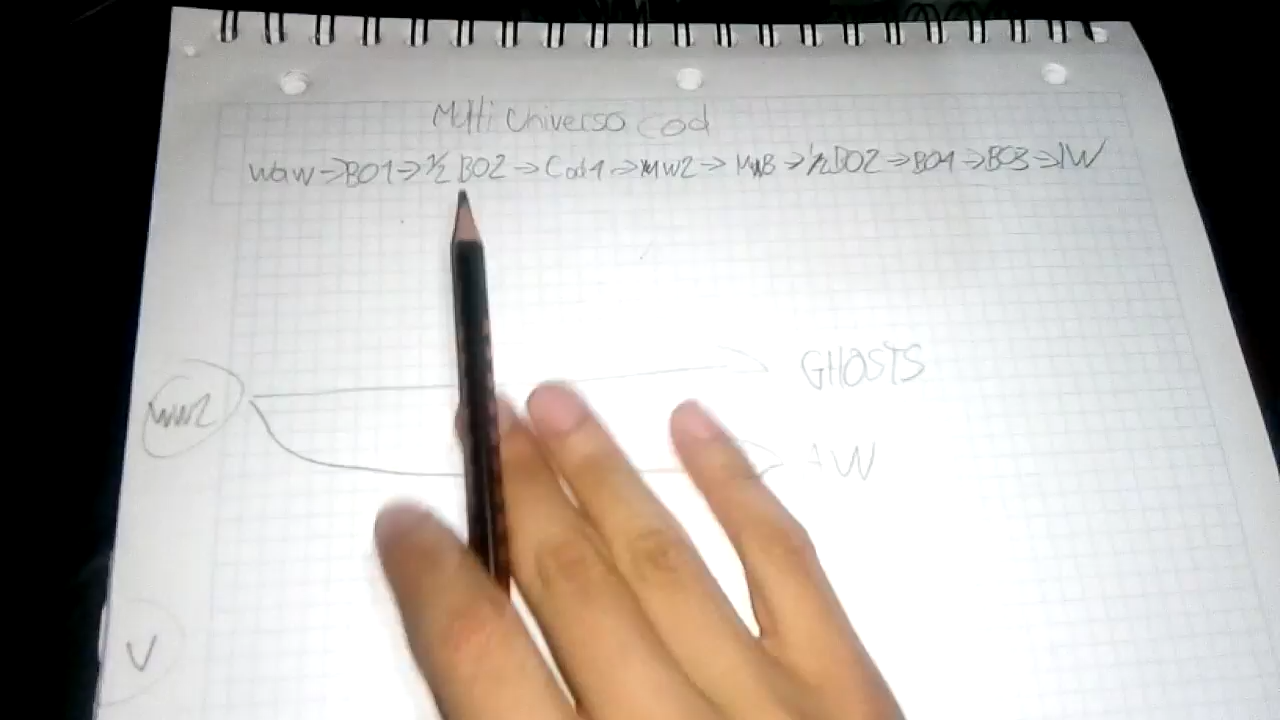 Multi Universo Cod
WaW → BO1 → 1/2 BO2 → Cod4 → MW2 → MW3 → 1/2 BO2 → BO4 → BO3 → IW
GHOSTS
WW2
AW
V